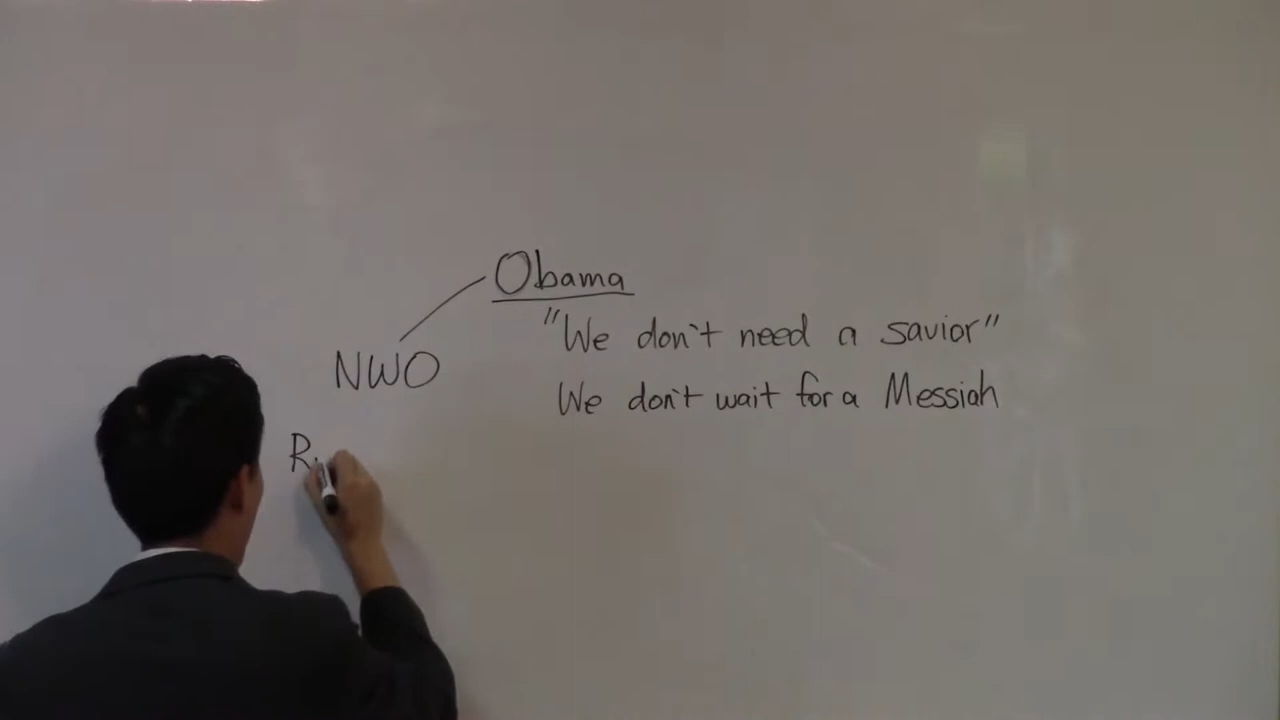 Obama
"We don't need a savior"
NWO
We don't wait for a Messiah
R